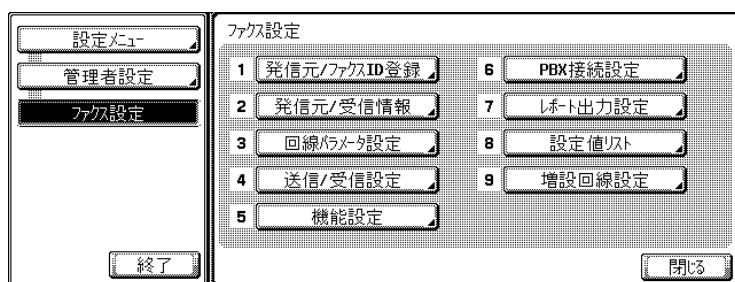 設定メニュー
管理者設定
ファクス設定
終了
ファクス設定
1 発信元/ファクスID登録
2 発信元/受信情報
3 回線パラメータ設定
4 送信/受信設定
5 機能設定
6 PBX接続設定
7 レポート出力設定
8 設定値リスト
9 増設回線設定
閉じる